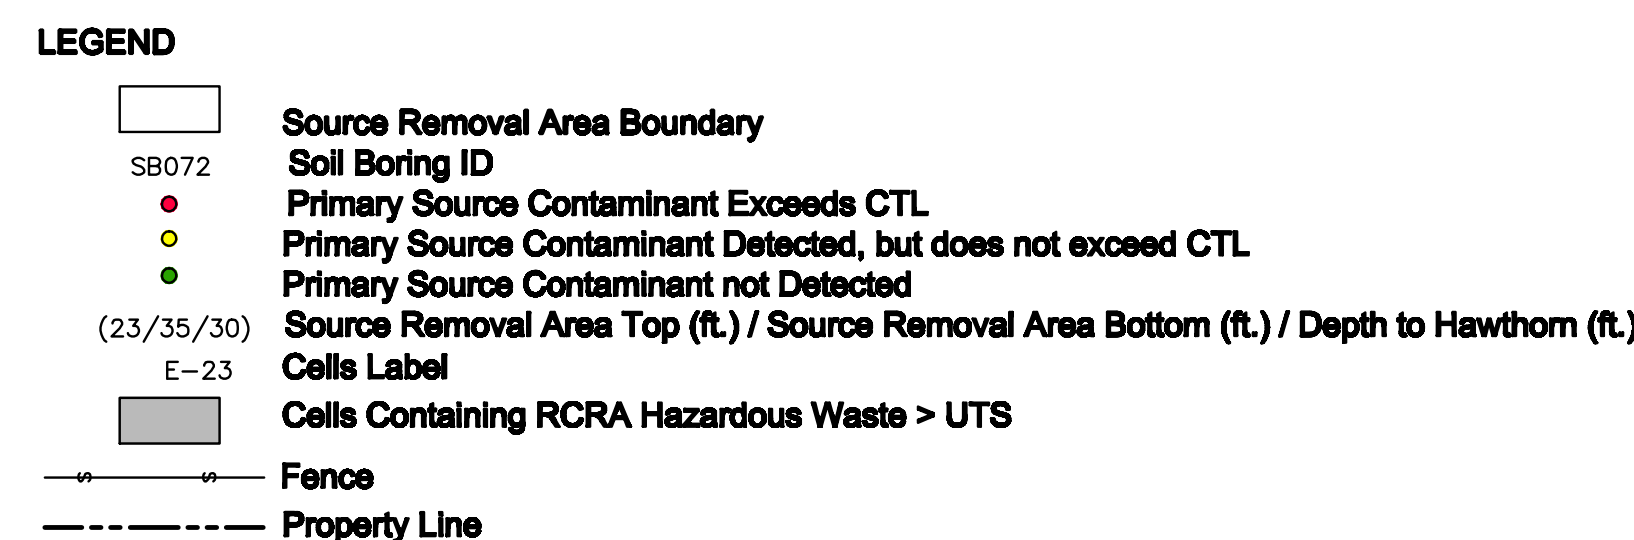 LEGEND
Source Removal Area Boundary
SB072 Soil Boring ID
Primary Source Contaminant Exceeds CTL
Primary Source Contaminant Detected, but does not exceed CTL
Primary Source Contaminant not Detected
(23/35/30) Source Removal Area Top (ft.) / Source Removal Area Bottom (ft.) / Depth to Hawthorn (ft.)
E-23 Cells Label
Cells Containing RCRA Hazardous Waste > UTS
S S Fence
Property Line